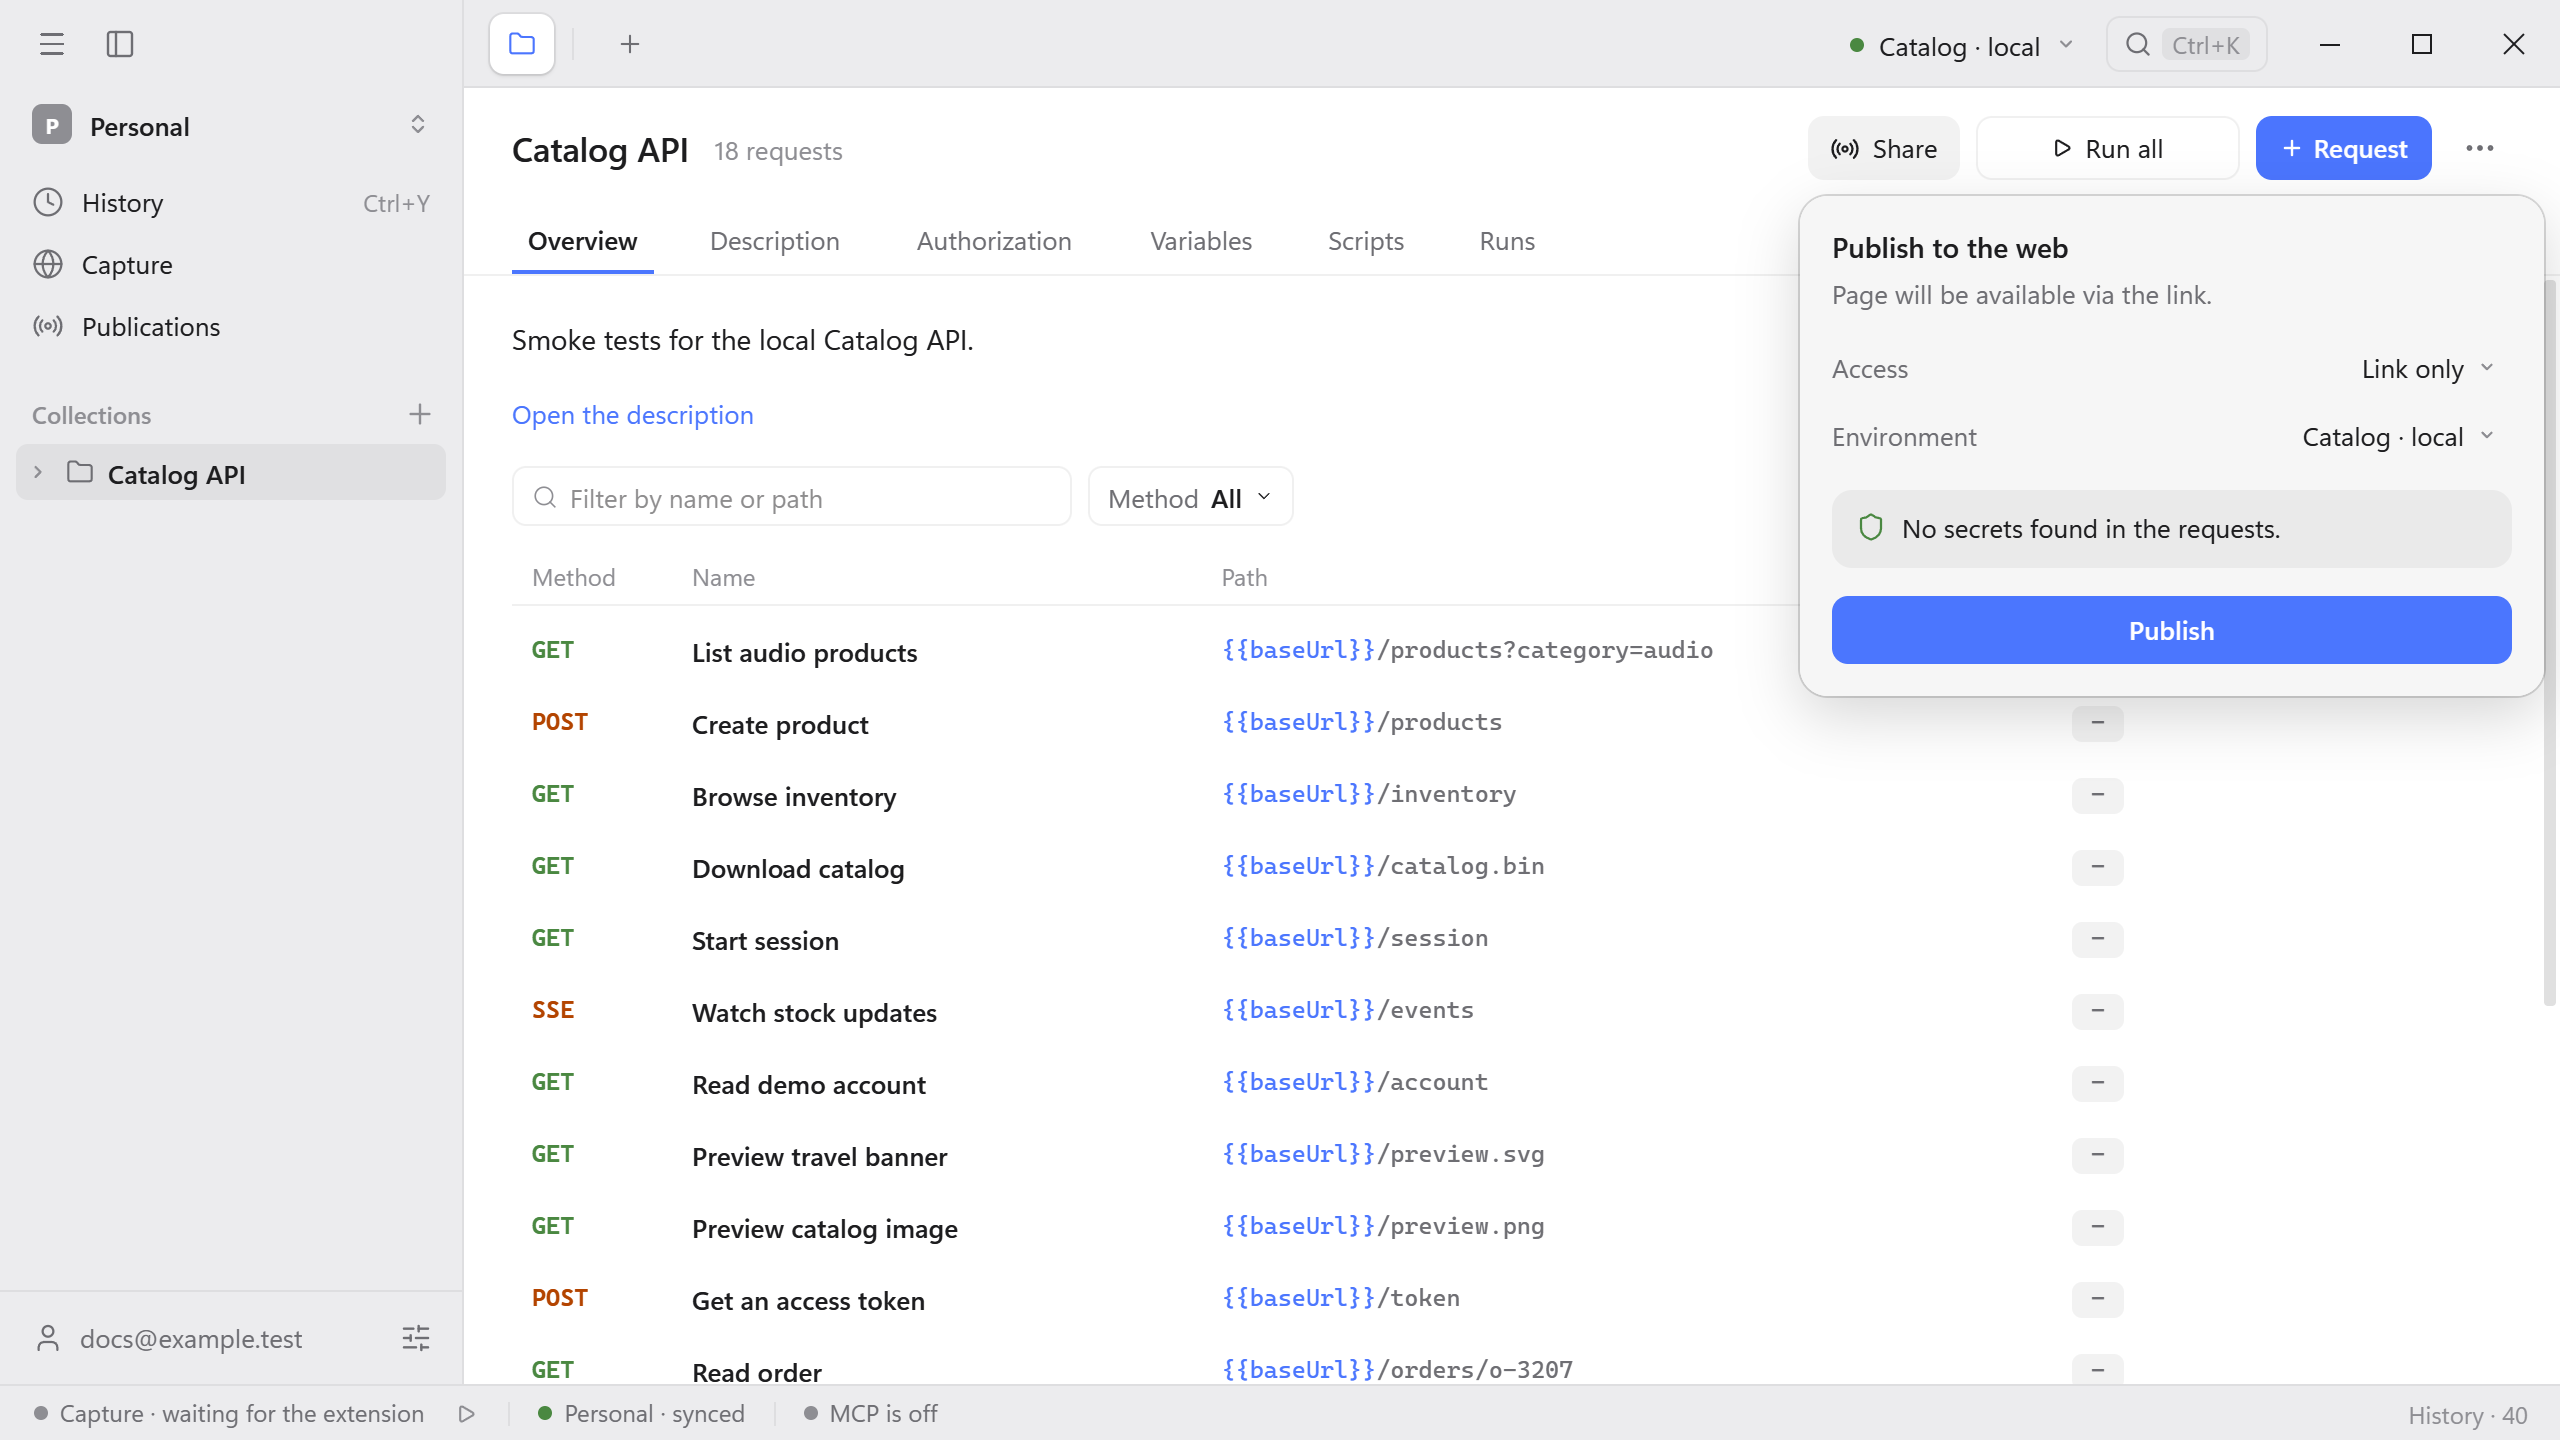 Catalog · local
Ctrl+K
P Personal
History Ctrl+Y
Capture
Publications
Collections
Catalog API
docs@example.test
Catalog API 18 requests
Share
Run all
+ Request
Overview Description Authorization Variables Scripts Runs
Smoke tests for the local Catalog API.
Open the description
Filter by name or path
Method All
Method Name Path
GET List audio products {{baseUrl}}/products?category=audio
POST Create product {{baseUrl}}/products –
GET Browse inventory {{baseUrl}}/inventory –
GET Download catalog {{baseUrl}}/catalog.bin –
GET Start session {{baseUrl}}/session –
SSE Watch stock updates {{baseUrl}}/events –
GET Read demo account {{baseUrl}}/account –
GET Preview travel banner {{baseUrl}}/preview.svg –
GET Preview catalog image {{baseUrl}}/preview.png –
POST Get an access token {{baseUrl}}/token –
GET Read order {{baseUrl}}/orders/o-3207 –
Publish to the web
Page will be available via the link.
Access Link only
Environment Catalog · local
No secrets found in the requests.
Publish
Capture · waiting for the extension
Personal · synced
MCP is off
History · 40